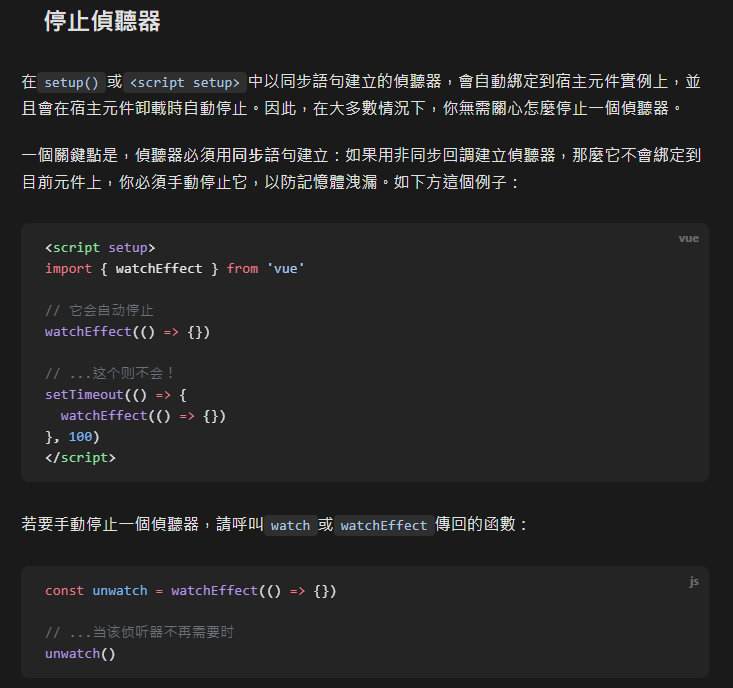 停止偵聽器
在 setup() 或 <script setup> 中以同步語句建立的偵聽器，會自動綁定到宿主元件實例上，並
且會在宿主元件卸載時自動停止。因此，在大多數情況下，你無需關心怎麼停止一個偵聽器。
一個關鍵點是，偵聽器必須用同步語句建立：如果用非同步回調建立偵聽器，那麼它不會綁定到
目前元件上，你必須手動停止它，以防記憶體洩漏。如下方這個例子：
vue
<script setup>
import { watchEffect } from 'vue'
// 它会自动停止
watchEffect(() => {})
// ...这个则不会！
setTimeout(() => {
  watchEffect(() => {})
}, 100)
</script>
若要手動停止一個偵聽器，請呼叫 watch 或 watchEffect 傳回的函數：
js
const unwatch = watchEffect(() => {})
// ...当该侦听器不再需要时
unwatch()